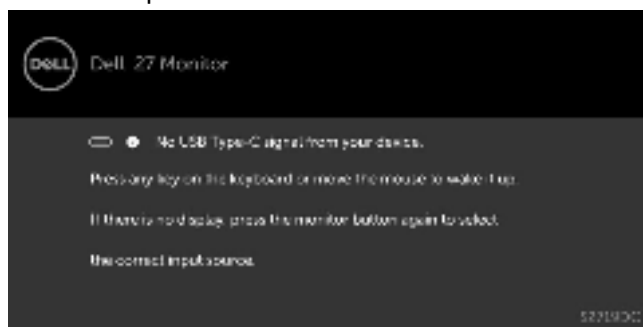 DELL Dell 27 Monitor
No USB Type-C signal from your device.
Press any key on the keyboard or move the mouse to wake it up.
If there is no display, press the monitor button again to select
the correct input source.
S2719DC